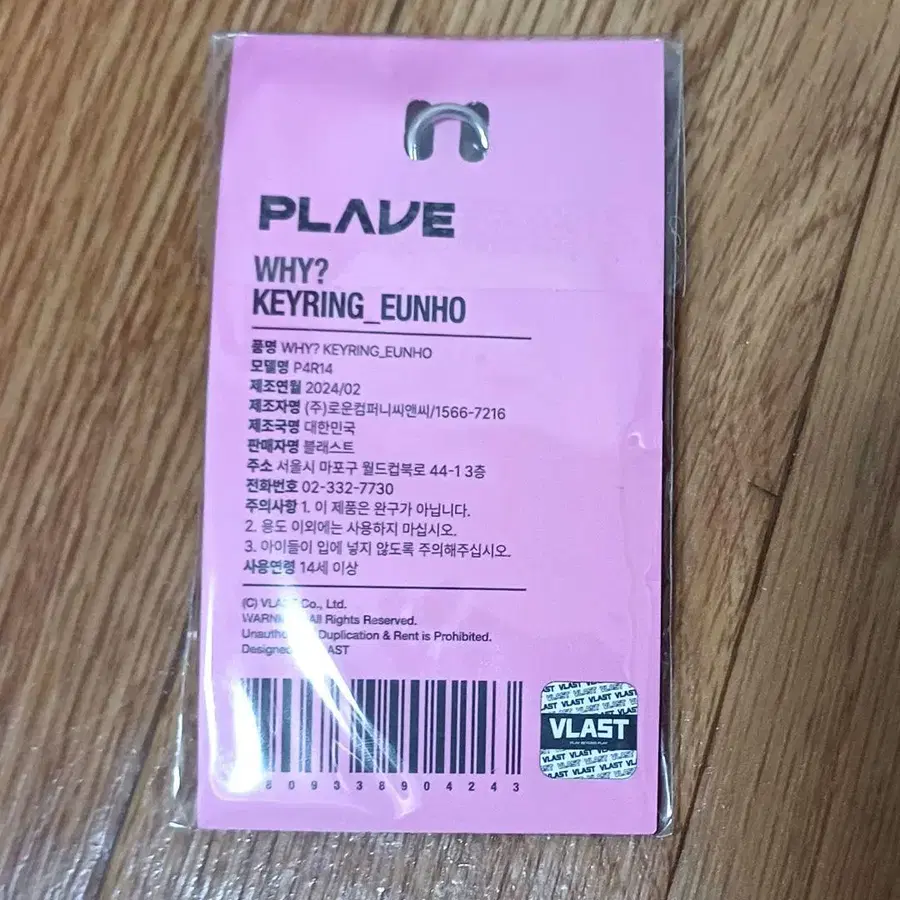 PLAVE
WHY?
KEYRING_EUNHO
품명 WHY? KEYRING_EUNHO
모델명 P4R14
제조연월 2024/02
제조자명 (주)로운컴퍼니씨앤씨/1566-7216
제조국명 대한민국
판매자명 블래스트
주소 서울시 마포구 월드컵북로 44-1 3층
전화번호 02-332-7730
주의사항 1. 이 제품은 완구가 아닙니다.
2. 용도 이외에는 사용하지 마십시오.
3. 아이들이 입에 넣지 않도록 주의해주십시오.
사용연령 14세 이상
(C) Co., Ltd.
All Rights Reserved.
Duplication & Rent is Prohibited.
809338904243
VLAST